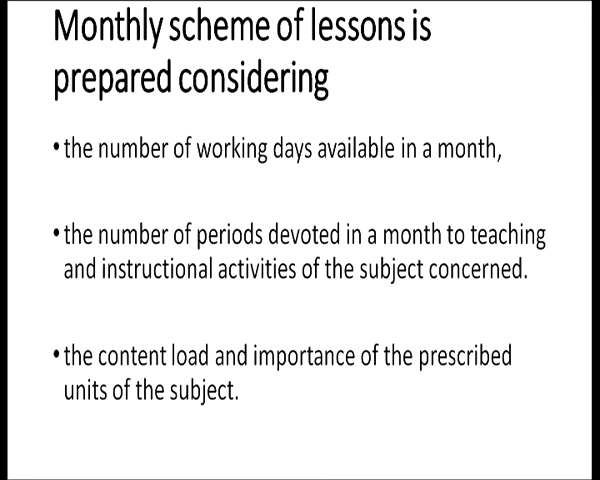 Monthly scheme of lessons is
prepared considering
•the number of working days available in a month,
•the number of periods devoted in a month to teaching
and instructional activities of the subject concerned.
•the content load and importance of the prescribed
units of the subject.